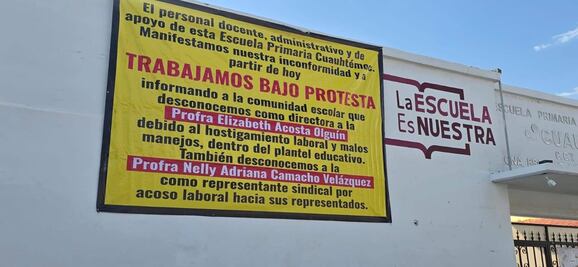 El personal docente, administrativo y de
apoyo de esta Escuela Primaria Cuauhtémoc.
Manifestamos nuestra inconformidad y a
partir de hoy
TRABAJAMOS BAJO PROTESTA
informando a la comunidad escolar que
desconocemos como directora a la
Profra Elizabeth Acosta Olguín
debido al hostigamiento laboral y malos
manejos, dentro del plantel educativo.
También desconocemos a la
Profra Nelly Adriana Camacho Velázquez
como representante sindical por
acoso laboral hacia sus representados.
La ESCUELA
Es NUESTRA
ESCUELA PRIMARIA